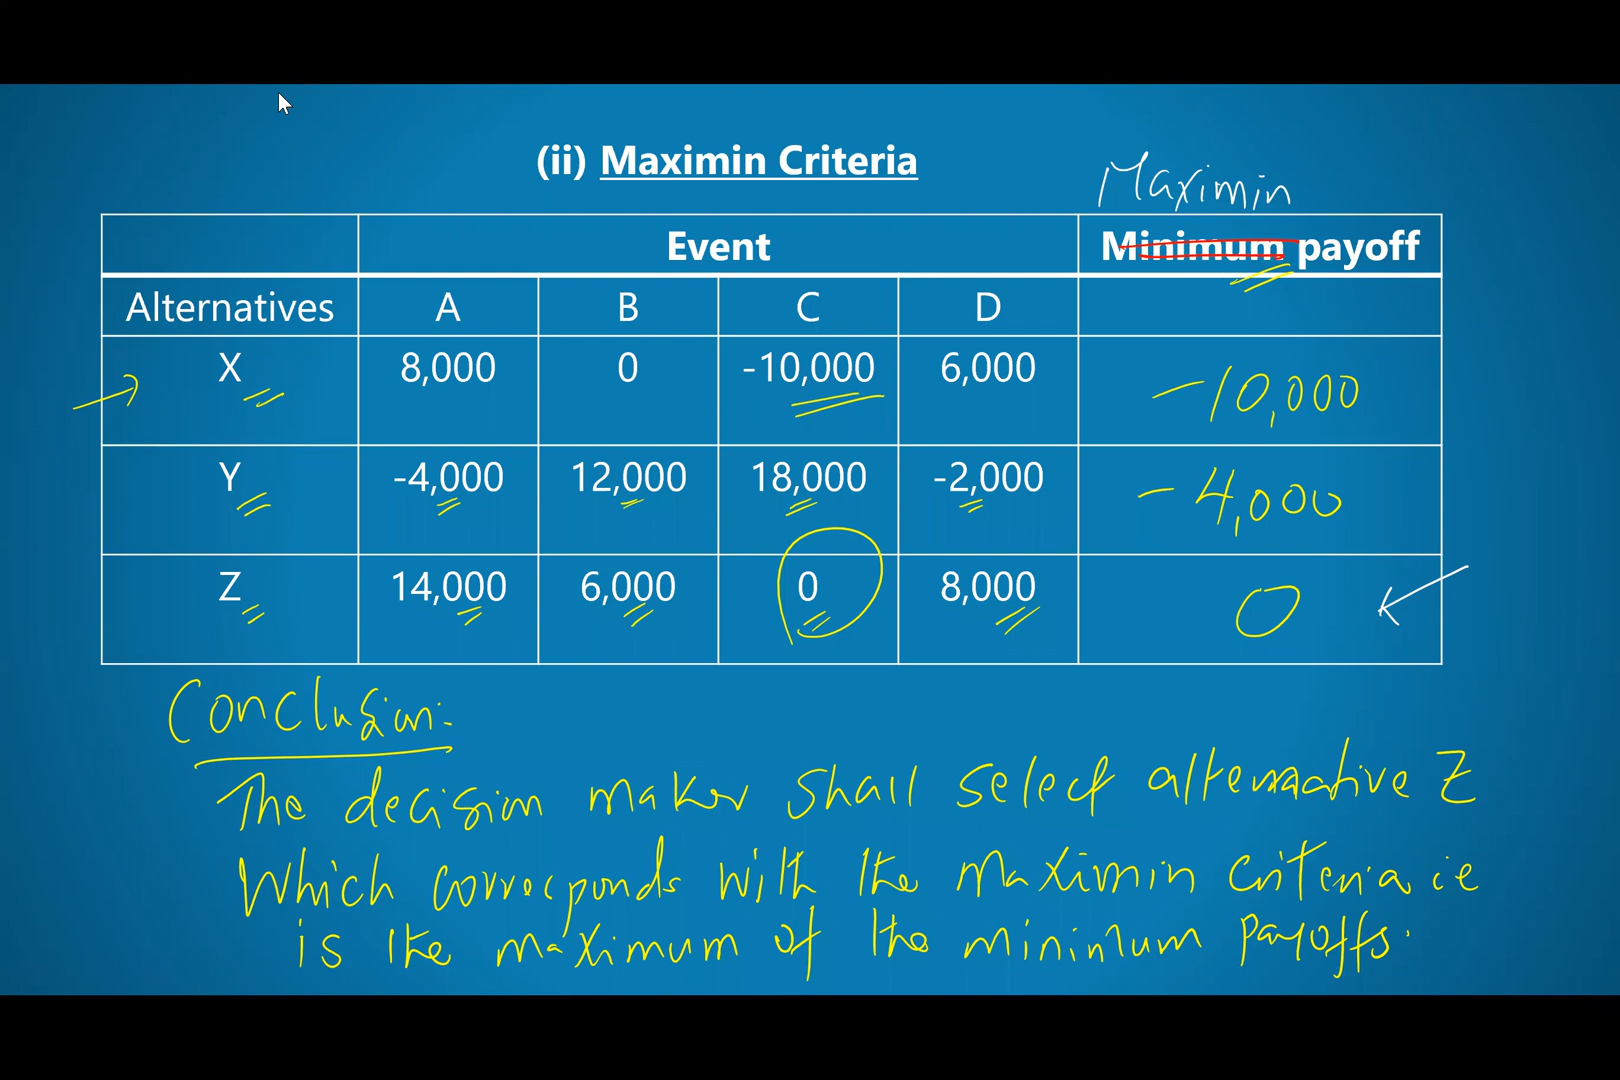 (ii) Maximin Criteria
Maximin
Event Minimum payoff
Alternatives A B C D
X 8,000 0 -10,000 6,000 -10,000
Y -4,000 12,000 18,000 -2,000 -4,000
Z 14,000 6,000 0 8,000 0
Conclusion:-
The decision maker shall select alternative Z
Which corresponds with the maximin criteria ie
is the maximum of the minimum payoffs.